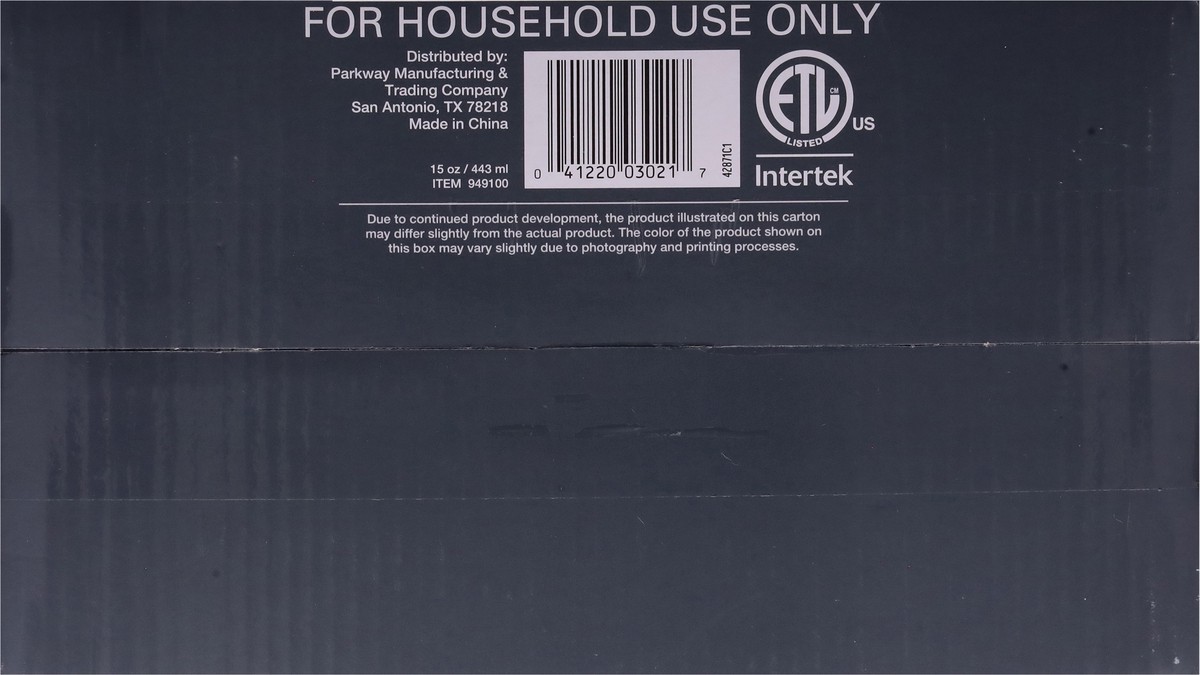 FOR HOUSEHOLD USE ONLY
Distributed by:
Parkway Manufacturing &
Trading Company
San Antonio, TX 78218
Made in China
15 oz / 443 ml
ITEM 949100
0 41220 03021 7
42871C1
ETL
CM
LISTED
US
Intertek
Due to continued product development, the product illustrated on this carton
may differ slightly from the actual product. The color of the product shown on
this box may vary slightly due to photography and printing processes.